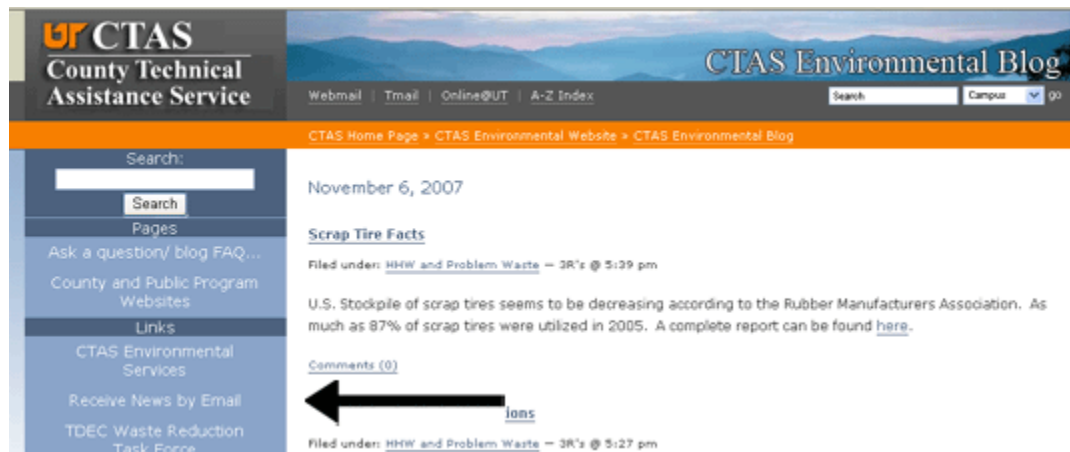 UT CTAS
County Technical
Assistance Service
CTAS Environmental Blog
Webmail | Tmail | Online@UT | A-Z Index
Search
Campus
go
CTAS Home Page » CTAS Environmental Website » CTAS Environmental Blog
Search:
Search
Pages
Ask a question/ blog FAQ...
County and Public Program
Websites
Links
CTAS Environmental
Services
Receive News by Email
TDEC Waste Reduction
Task Force
November 6, 2007
Scrap Tire Facts
Filed under: HHW and Problem Waste — 3R's @ 5:39 pm
U.S. Stockpile of scrap tires seems to be decreasing according to the Rubber Manufacturers Association. As
much as 87% of scrap tires were utilized in 2005. A complete report can be found here.
Comments (0)
ions
Filed under: HHW and Problem Waste — 3R's @ 5:27 pm